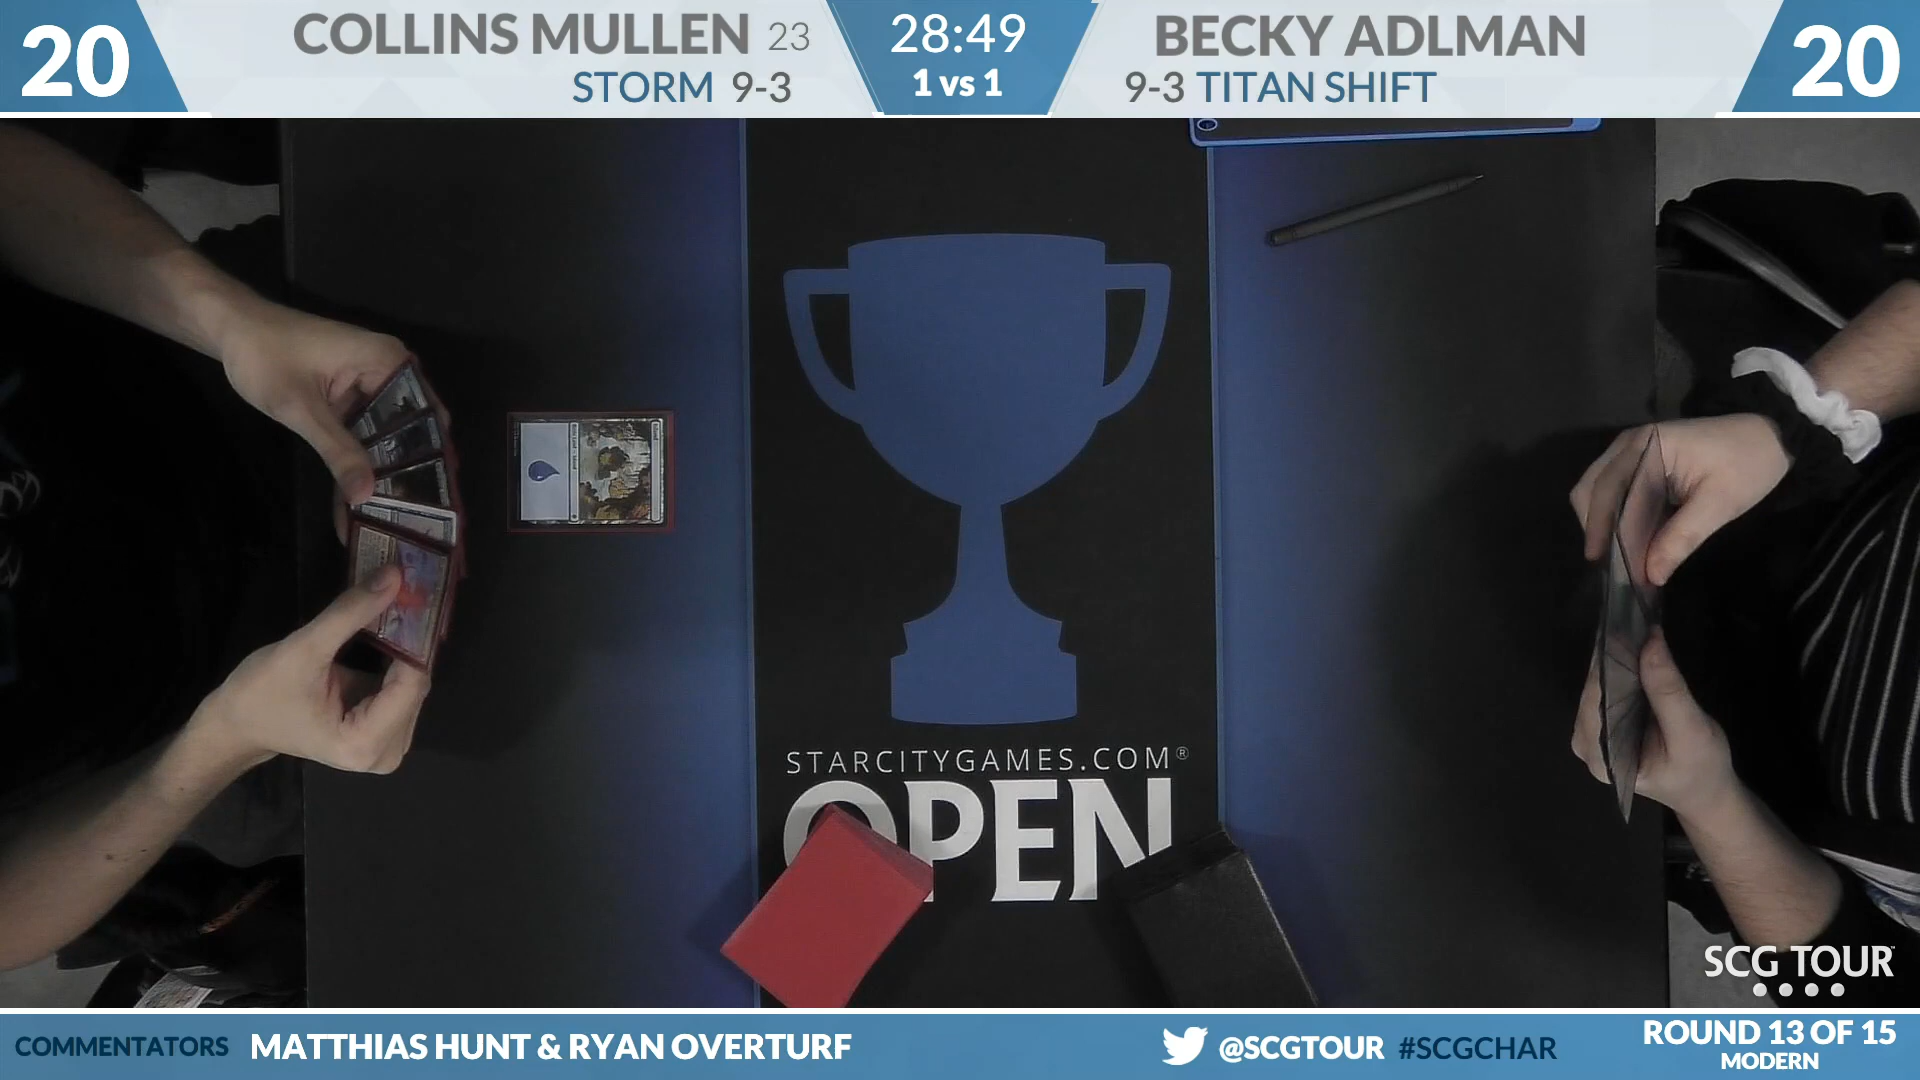 20
COLLINS MULLEN 23
STORM 9-3
28:49
1 vs 1
BECKY ADLMAN
9-3 TITAN SHIFT
20
STARCITYGAMES.COM®
OPEN
SCG TOUR
COMMENTATORS MATTHIAS HUNT & RYAN OVERTURF
@SCGTOUR #SCGCHAR
ROUND 13 OF 15
MODERN